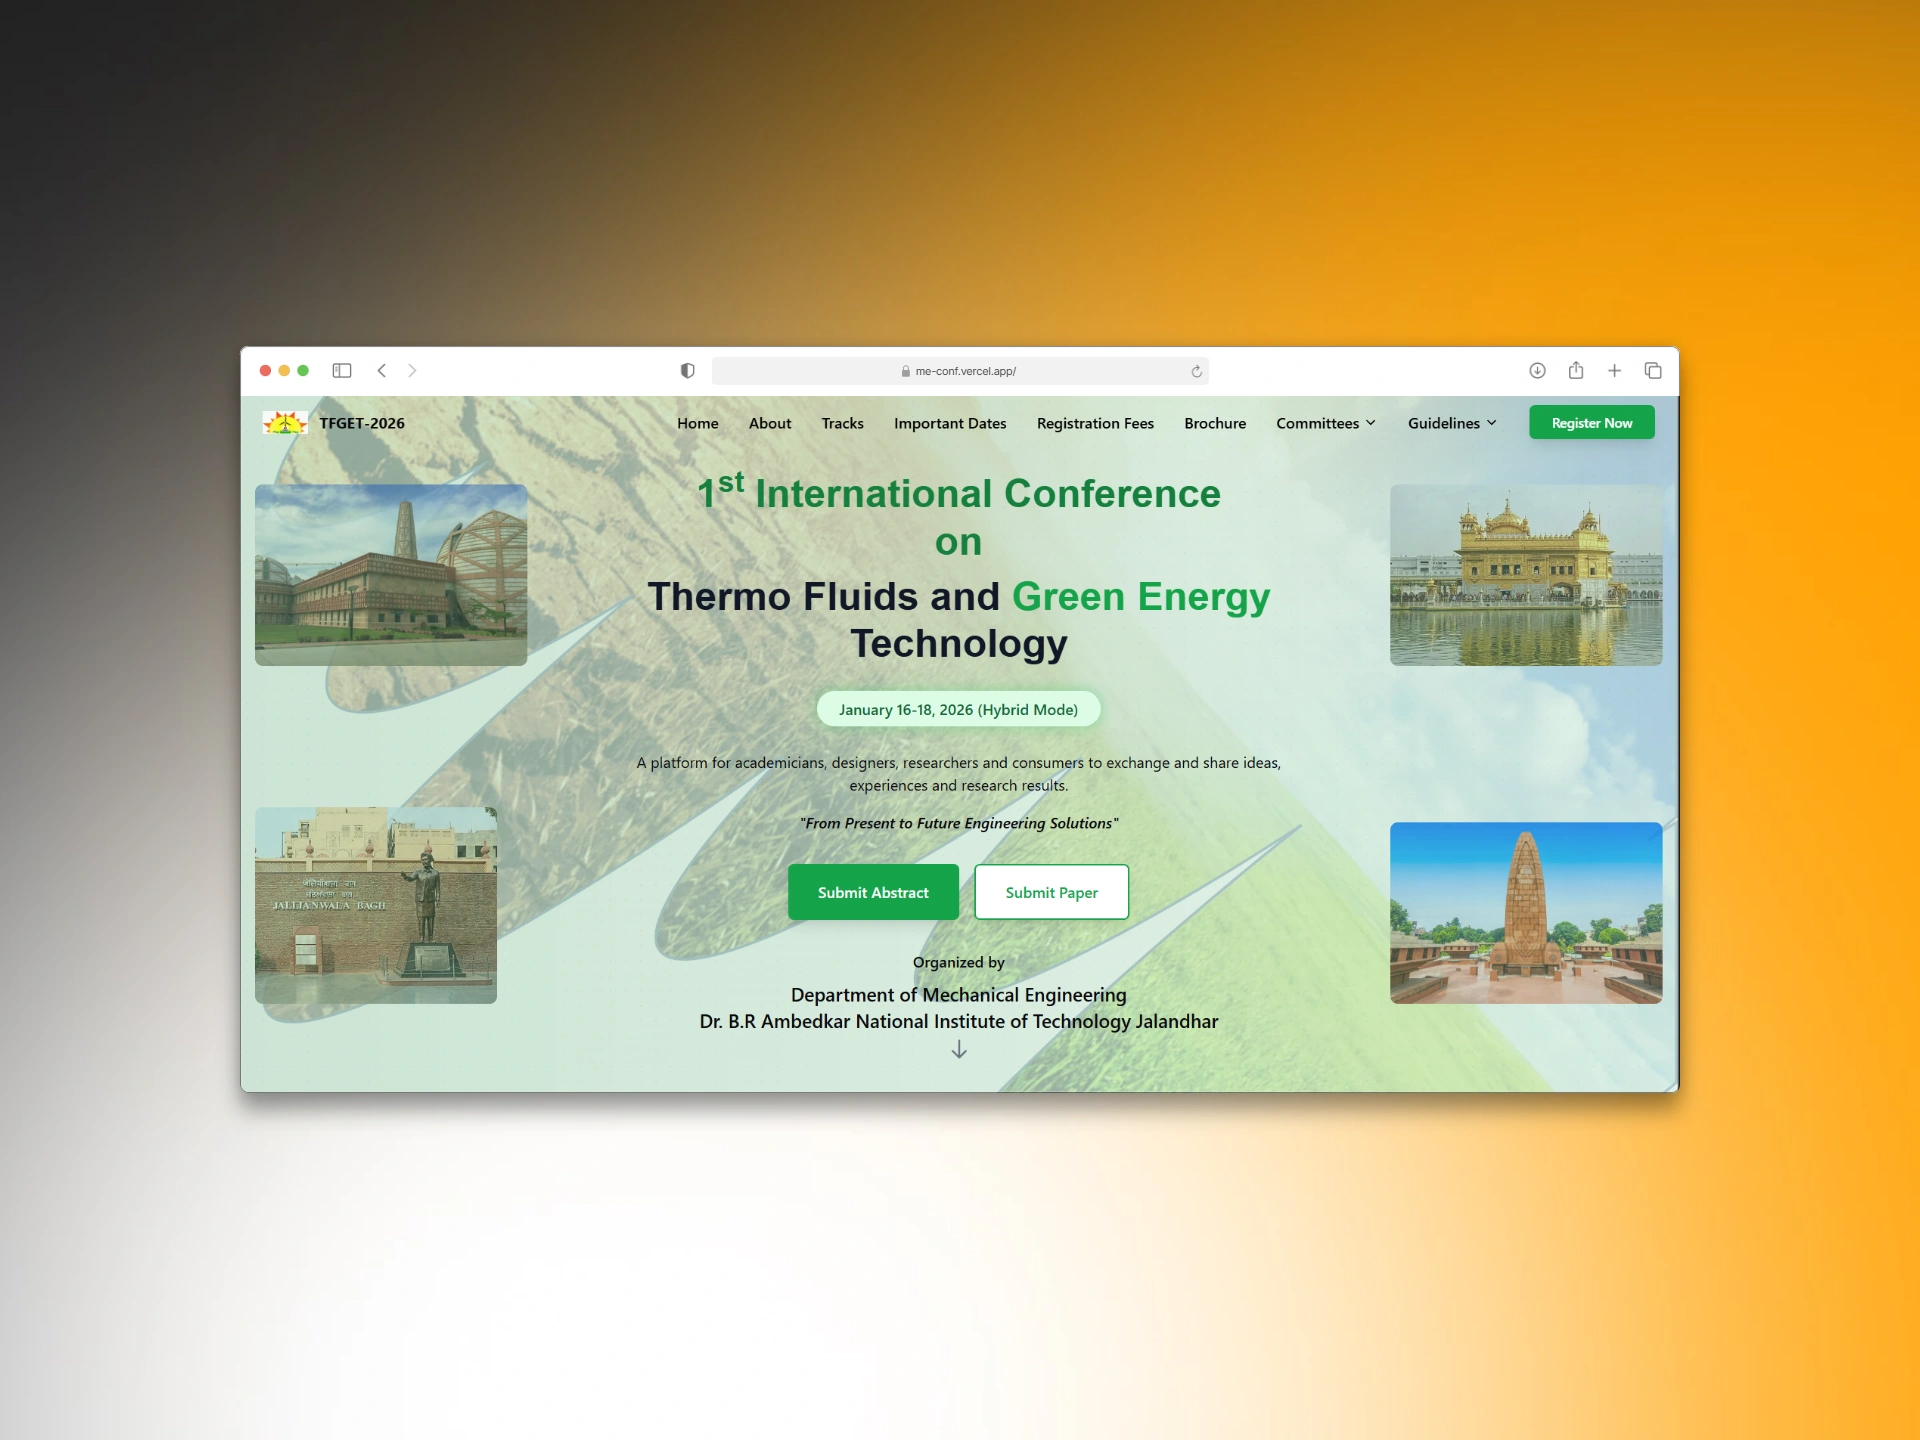 me-conf.vercel.app/
TFGET-2026
Home
About
Tracks
Important Dates
Registration Fees
Brochure
Committees
Guidelines
Register Now
1st International Conference
on
Thermo Fluids and Green Energy
Technology
January 16-18, 2026 (Hybrid Mode)
A platform for academicians, designers, researchers and consumers to exchange and share ideas,
experiences and research results.
"From Present to Future Engineering Solutions"
JALLIANWALA BAGH
Submit Abstract
Submit Paper
Organized by
Department of Mechanical Engineering
Dr. B.R Ambedkar National Institute of Technology Jalandhar